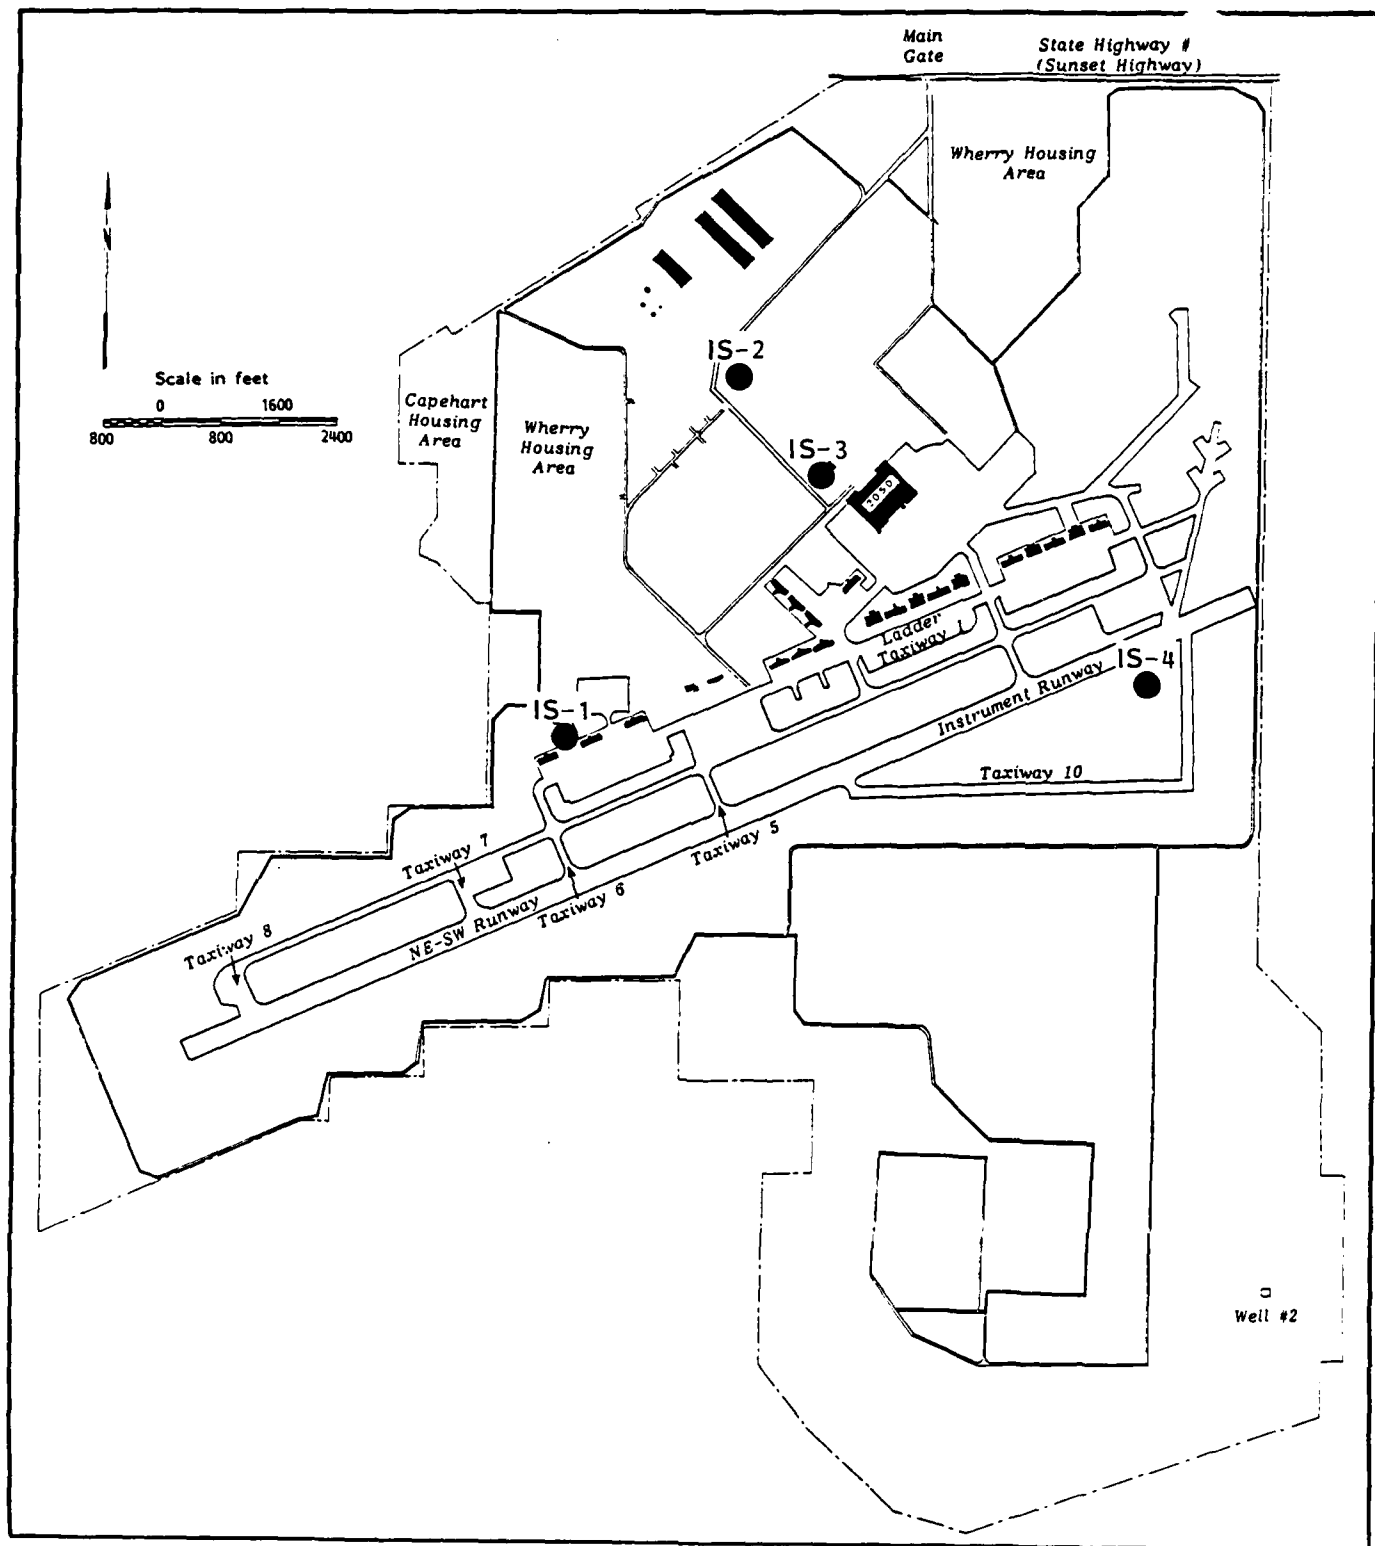 Main
Gate
State Highway #
(Sunset Highway)
Wherry Housing
Area
IS-2
Scale in feet
0 1600
800 800 2400
Capehart
Housing
Area
Wherry
Housing
Area
IS-3
2050
Ladder
Taxiway 1
IS-4
Instrument Runway
IS-1
Taxiway 10
Taxiway 5
Taxiway 7
Taxiway 6
NE-SW Runway
Taxiway 8
Well #2